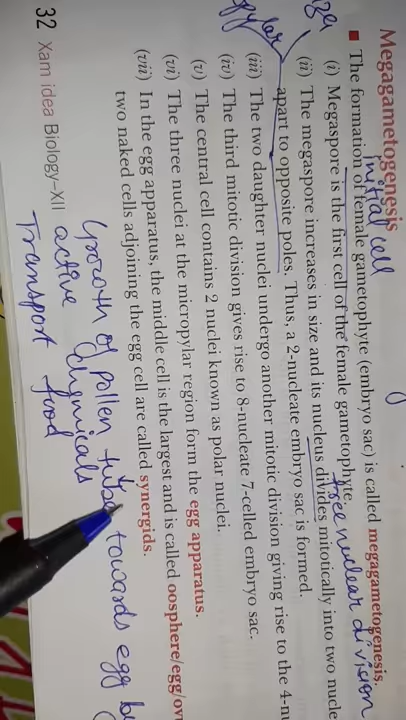 Megagametogenesis
initial cell
■ The formation of female gametophyte (embryo sac) is called megagametogenesis.
(i) Megaspore is the first cell of the female gametophyte.
free nuclear division
(ii) The megaspore increases in size and its nucleus divides mitotically into two nucle
apart to opposite poles. Thus, a 2-nucleate embryo sac is formed.
(iii) The two daughter nuclei undergo another mitotic division giving rise to the 4-nu
(iv) The third mitotic division gives rise to 8-nucleate 7-celled embryo sac.
(v) The central cell contains 2 nuclei known as polar nuclei.
(vi) The three nuclei at the micropylar region form the egg apparatus.
(vii) In the egg apparatus, the middle cell is the largest and is called oosphere/egg/ovu
two naked cells adjoining the egg cell are called synergids.
Growth of pollen tube towards egg by
active chemicals
Transport food
32 Xam idea Biology–XII